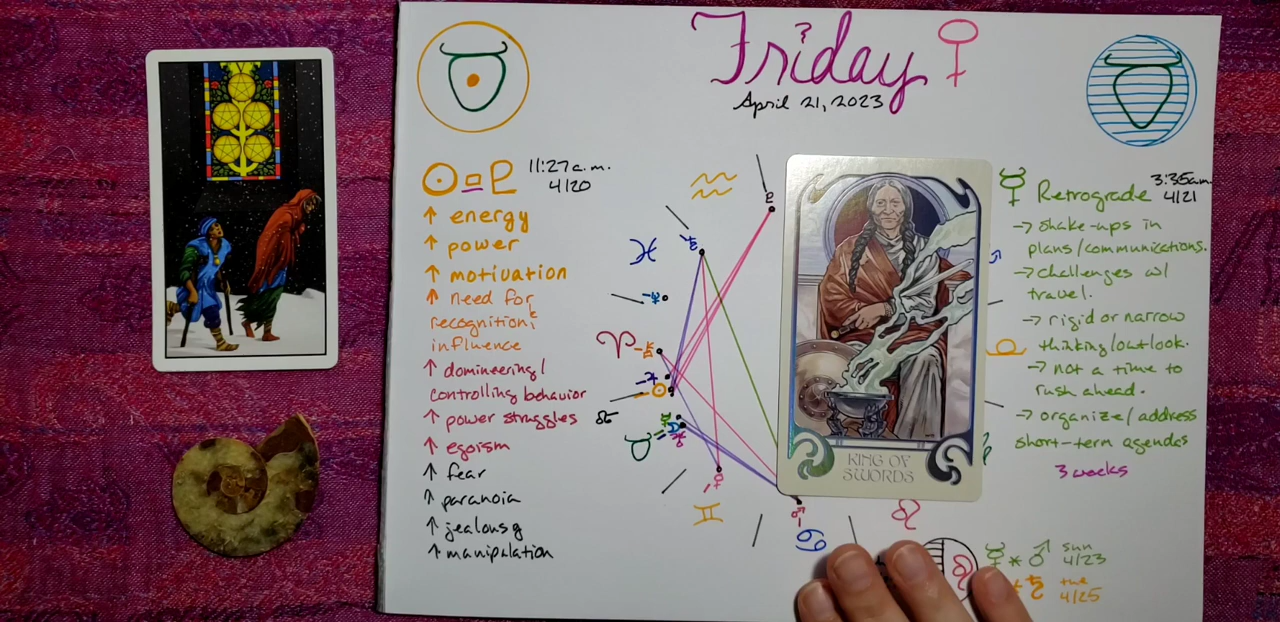 Friday
April 21, 2023
☉□♇ 11:27 a.m.
4/20
↑ energy
↑ power
↑ motivation
↑ need for
recognition &
influence
↑ domineering/
controlling behavior
↑ power struggles
↑ egoism
↑ fear
↑ paranoia
↑ jealousy
↑ manipulation
KING OF
SWORDS
☿ Retrograde 3:35a.m.
4/21
→ shake-ups in
plans/communications.
→ challenges w/
travel.
→ rigid or narrow
thinking/outlook.
→ not a time to
rush ahead.
→ organize/address
short-term agendas
3 weeks
☿ ⚹ ♂ sun
4/23
4/25